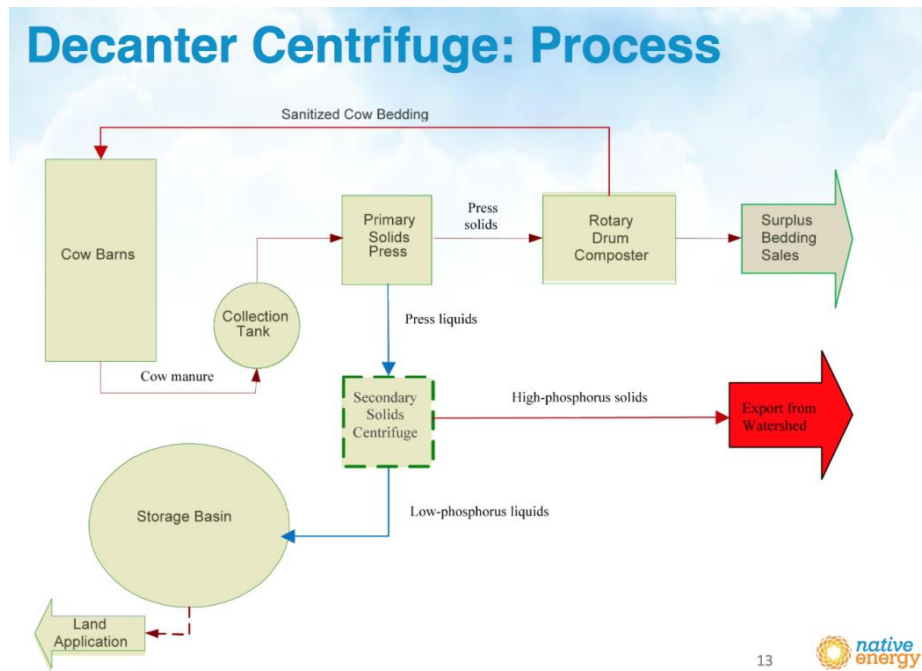 Decanter Centrifuge: Process
Sanitized Cow Bedding
Cow Barns
Collection
Tank
Cow manure
Primary
Solids
Press
Press
solids
Rotary
Drum
Composter
Surplus
Bedding
Sales
Press liquids
Secondary
Solids
Centrifuge
High-phosphorus solids
Export from
Watershed
Low-phosphorus liquids
Storage Basin
Land
Application
13
native
energy